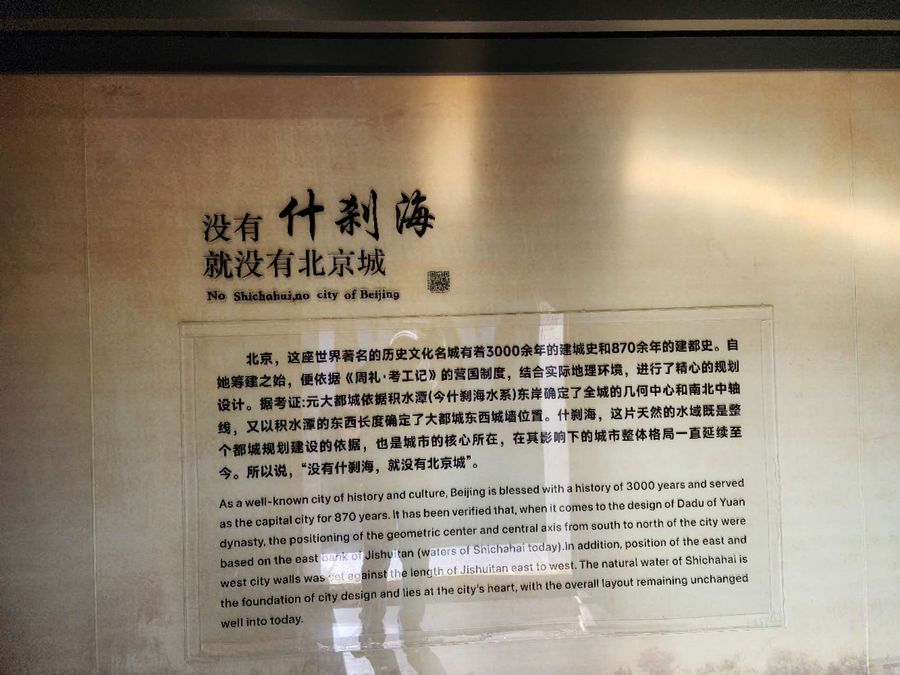 没有 什刹海
就没有北京城
No Shichahai,no city of Beijing
北京，这座世界著名的历史文化名城有着3000余年的建城史和870余年的建都史。自
她筹建之始，便依据《周礼·考工记》的营国制度，结合实际地理环境，进行了精心的规划
设计。据考证:元大都城依据积水潭(今什刹海水系)东岸确定了全城的几何中心和南北中轴
线，又以积水潭的东西长度确定了大都城东西城墙位置。什刹海，这片天然的水域既是整
个都城规划建设的依据，也是城市的核心所在，在其影响下的城市整体格局一直延续至
今。所以说，“没有什刹海，就没有北京城”。
As a well-known city of history and culture, Beijing is blessed with a history of 3000 years and served
as the capital city for 870 years. It has been verified that, when it comes to the design of Dadu of Yuan
dynasty, the positioning of the geometric center and central axis from south to north of the city were
based on the east bank of Jishuitan (waters of Shichahai today).In addition, position of the east and
west city walls was set against the length of Jishuitan east to west. The natural water of Shichahai is
the foundation of city design and lies at the city's heart, with the overall layout remaining unchanged
well into today.